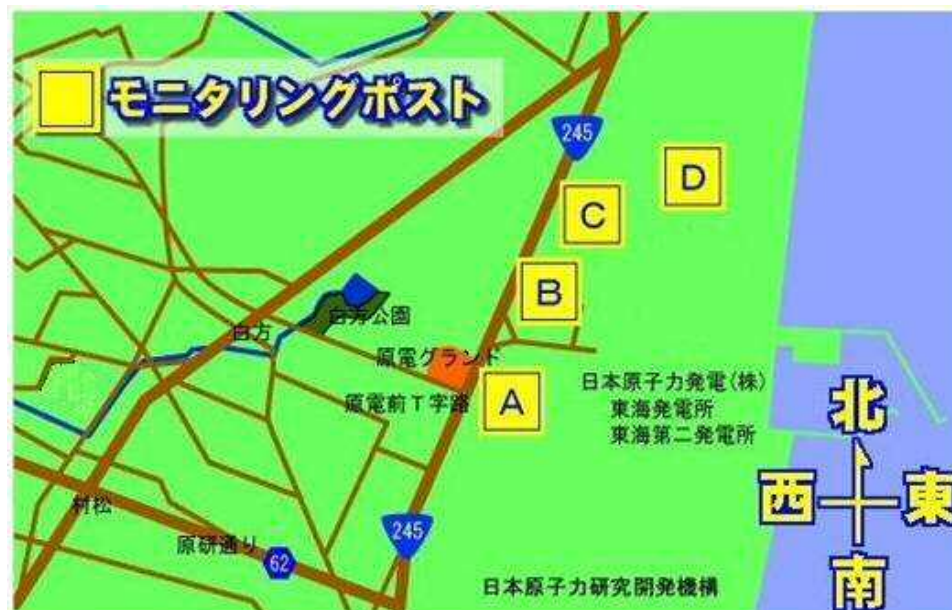 モニタリングポスト
245
D
C
B
白方公園
白方
原電グランド
原電前T字路
A
日本原子力発電(株)
東海発電所
東海第二発電所
北
西
東
南
村松
原研通り
62
245
日本原子力研究開発機構